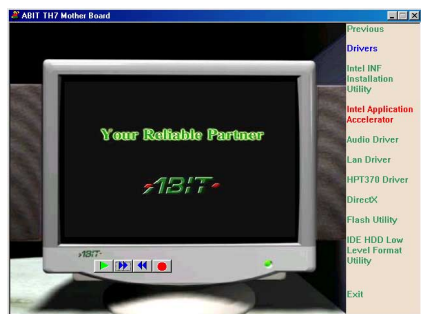 ABIT TH7 Mother Board
Previous
Drivers
Intel INF
Installation
Utility
Intel Application
Accelerator
Audio Driver
Lan Driver
HPT370 Driver
DirectX
Flash Utility
IDE HDD Low
Level Format
Utility
Exit
Your Reliable Partner
ABIT
ABIT